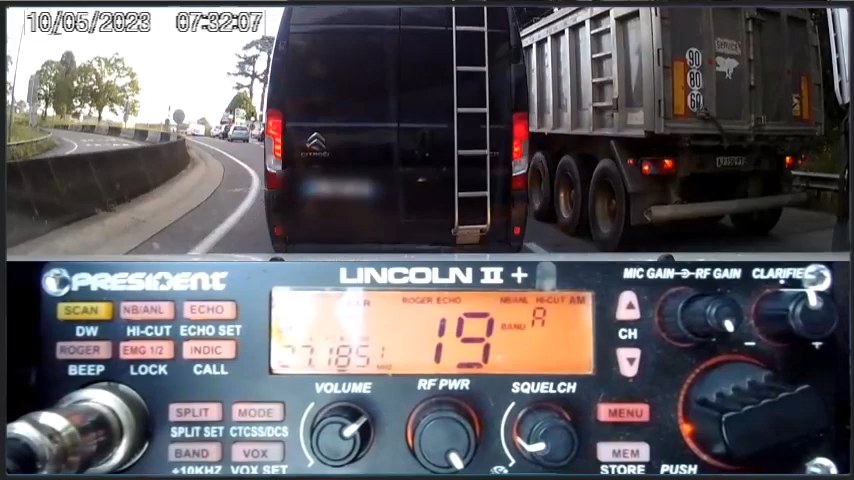 10/05/2023 07:32:07
CITROËN
90
80
60
PRESIDENT LINCOLN II +
MIC GAIN RF GAIN CLARIFIER
SCAN NB/ANL ECHO
DW HI-CUT ECHO SET
ROGER EMG 1/2 INDIC
BEEP LOCK CALL
ROGER ECHO NB/ANL HI-CUT AM
19 BAND A
27.185 MHz
CH
VOLUME RF PWR SQUELCH
SPLIT MODE
SPLIT SET CTCSS/DCS
BAND VOX
+10KHZ VOX SET
MENU
MEM
STORE PUSH
- +